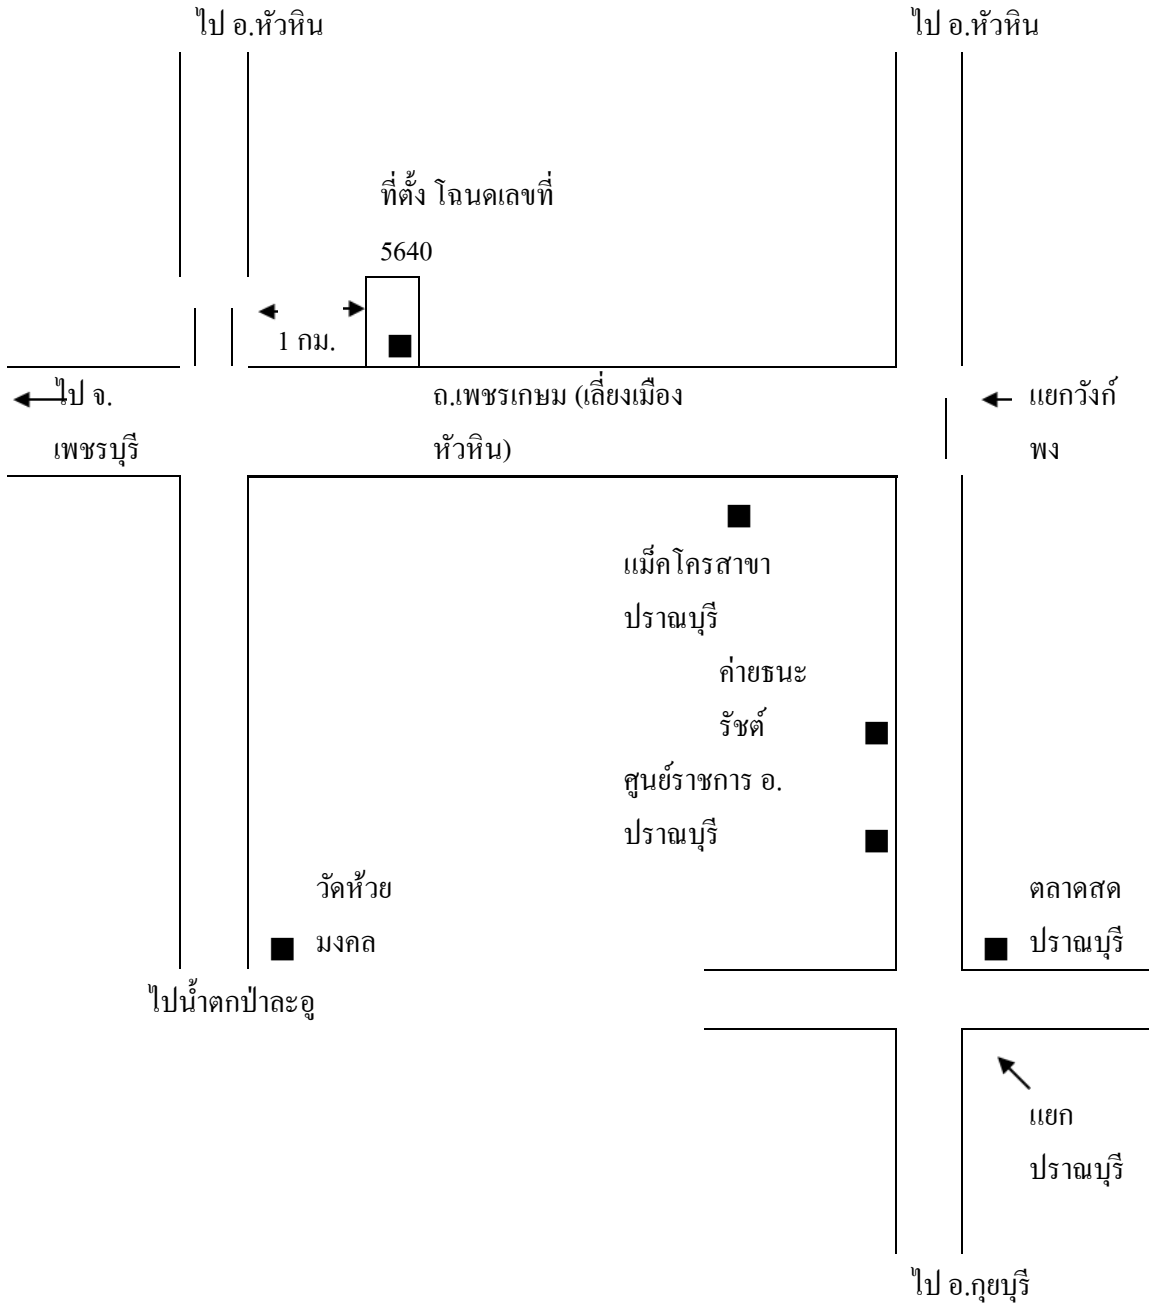 ไป อ.หัวหิน
ไป อ.หัวหิน
ที่ตั้ง โฉนดเลขที่
5640
1 กม.
ไป จ.
เพชรบุรี
ถ.เพชรเกษม (เลี่ยงเมือง
หัวหิน)
แยกวังก์
พง
แม็คโครสาขา
ปราณบุรี
ค่ายธนะ
รัชต์
ศูนย์ราชการ อ.
ปราณบุรี
วัดห้วย
มงคล
ตลาดสด
ปราณบุรี
ไปน้ำตกป่าละอู
แยก
ปราณบุรี
ไป อ.กุยบุรี